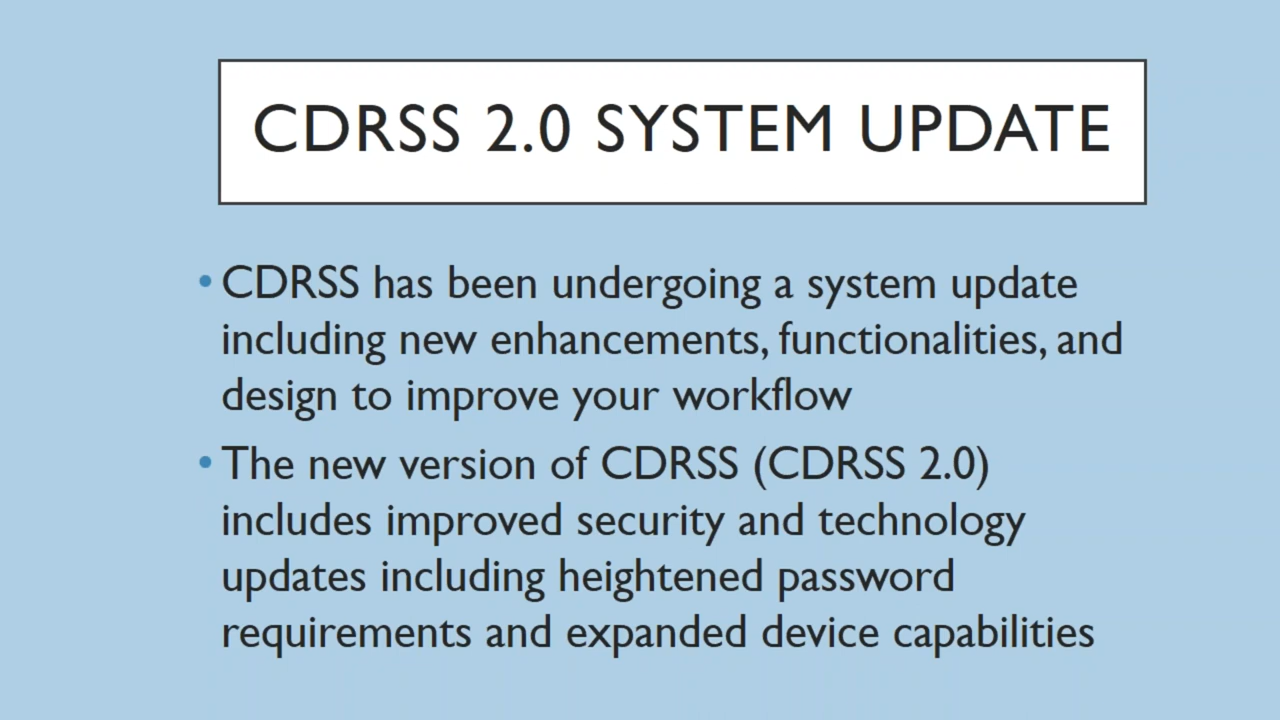 CDRSS 2.0 SYSTEM UPDATE
• CDRSS has been undergoing a system update
including new enhancements, functionalities, and
design to improve your workflow
• The new version of CDRSS (CDRSS 2.0)
includes improved security and technology
updates including heightened password
requirements and expanded device capabilities